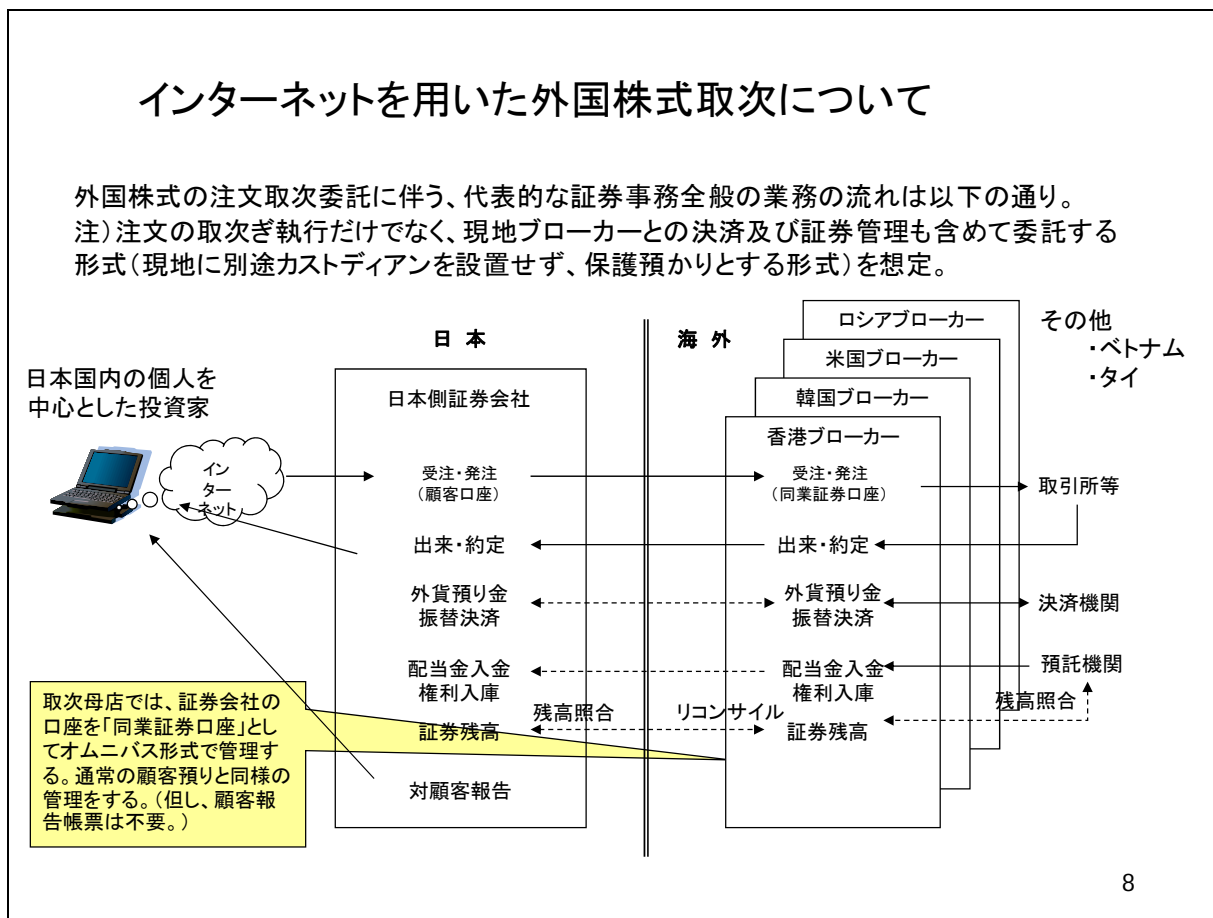 インターネットを用いた外国株式取次について
外国株式の注文取次委託に伴う、代表的な証券事務全般の業務の流れは以下の通り。
注)注文の取次ぎ執行だけでなく、現地ブローカーとの決済及び証券管理も含めて委託する
形式(現地に別途カストディアンを設置せず、保護預かりとする形式)を想定。
日 本
海 外
ロシアブローカー
米国ブローカー
韓国ブローカー
香港ブローカー
その他
・ベトナム
・タイ
日本国内の個人を
中心とした投資家
イン
ター
ネット
日本側証券会社
受注・発注
(顧客口座)
受注・発注
(同業証券口座)
取引所等
出来・約定
出来・約定
外貨預り金
振替決済
外貨預り金
振替決済
決済機関
配当金入金
権利入庫
配当金入金
権利入庫
預託機関
残高照合
リコンサイル
残高照合
証券残高
証券残高
対顧客報告
取次母店では、証券会社の
口座を「同業証券口座」とし
てオムニバス形式で管理す
る。通常の顧客預りと同様の
管理をする。(但し、顧客報
告帳票は不要。)
8